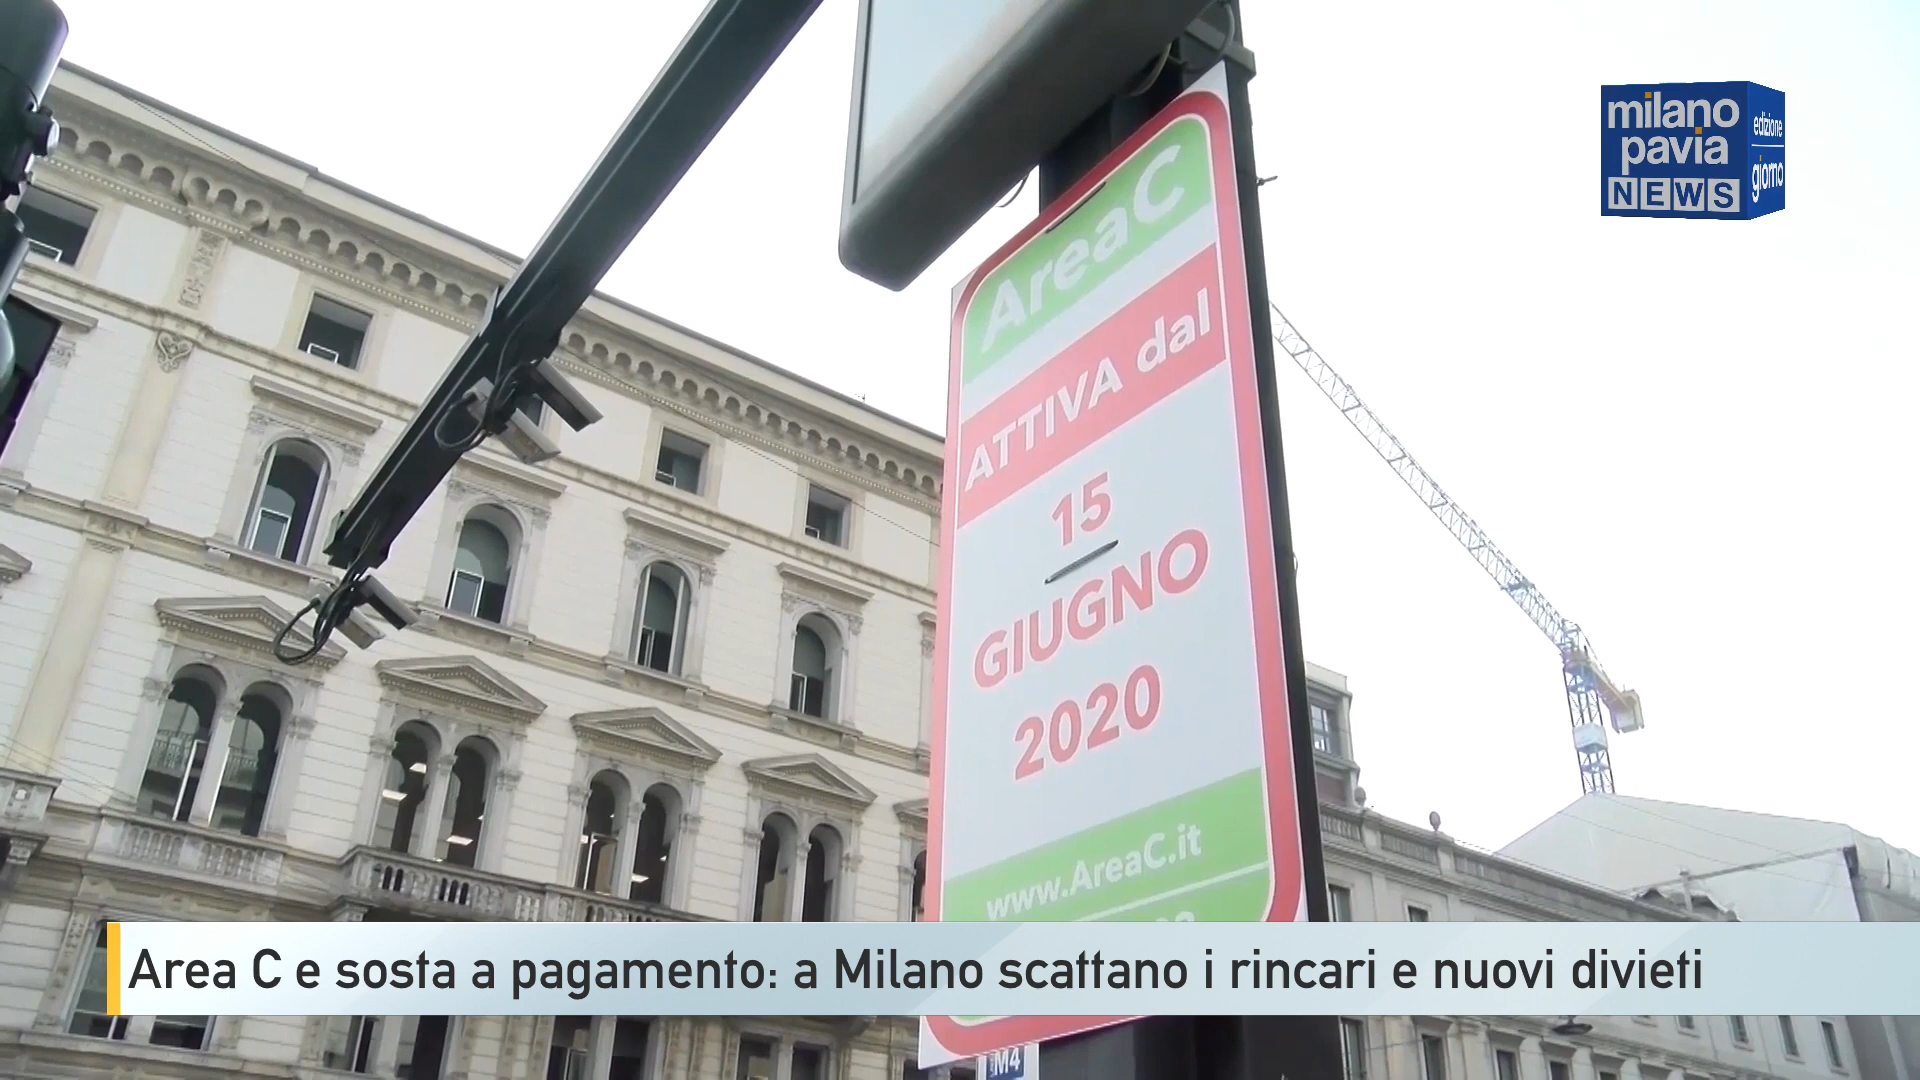 milano
pavia
NEWS
edizione
giorno
Area C
ATTIVA dal
15
GIUGNO
2020
www.AreaC.it
Area C e sosta a pagamento: a Milano scattano i rincari e nuovi divieti
M4